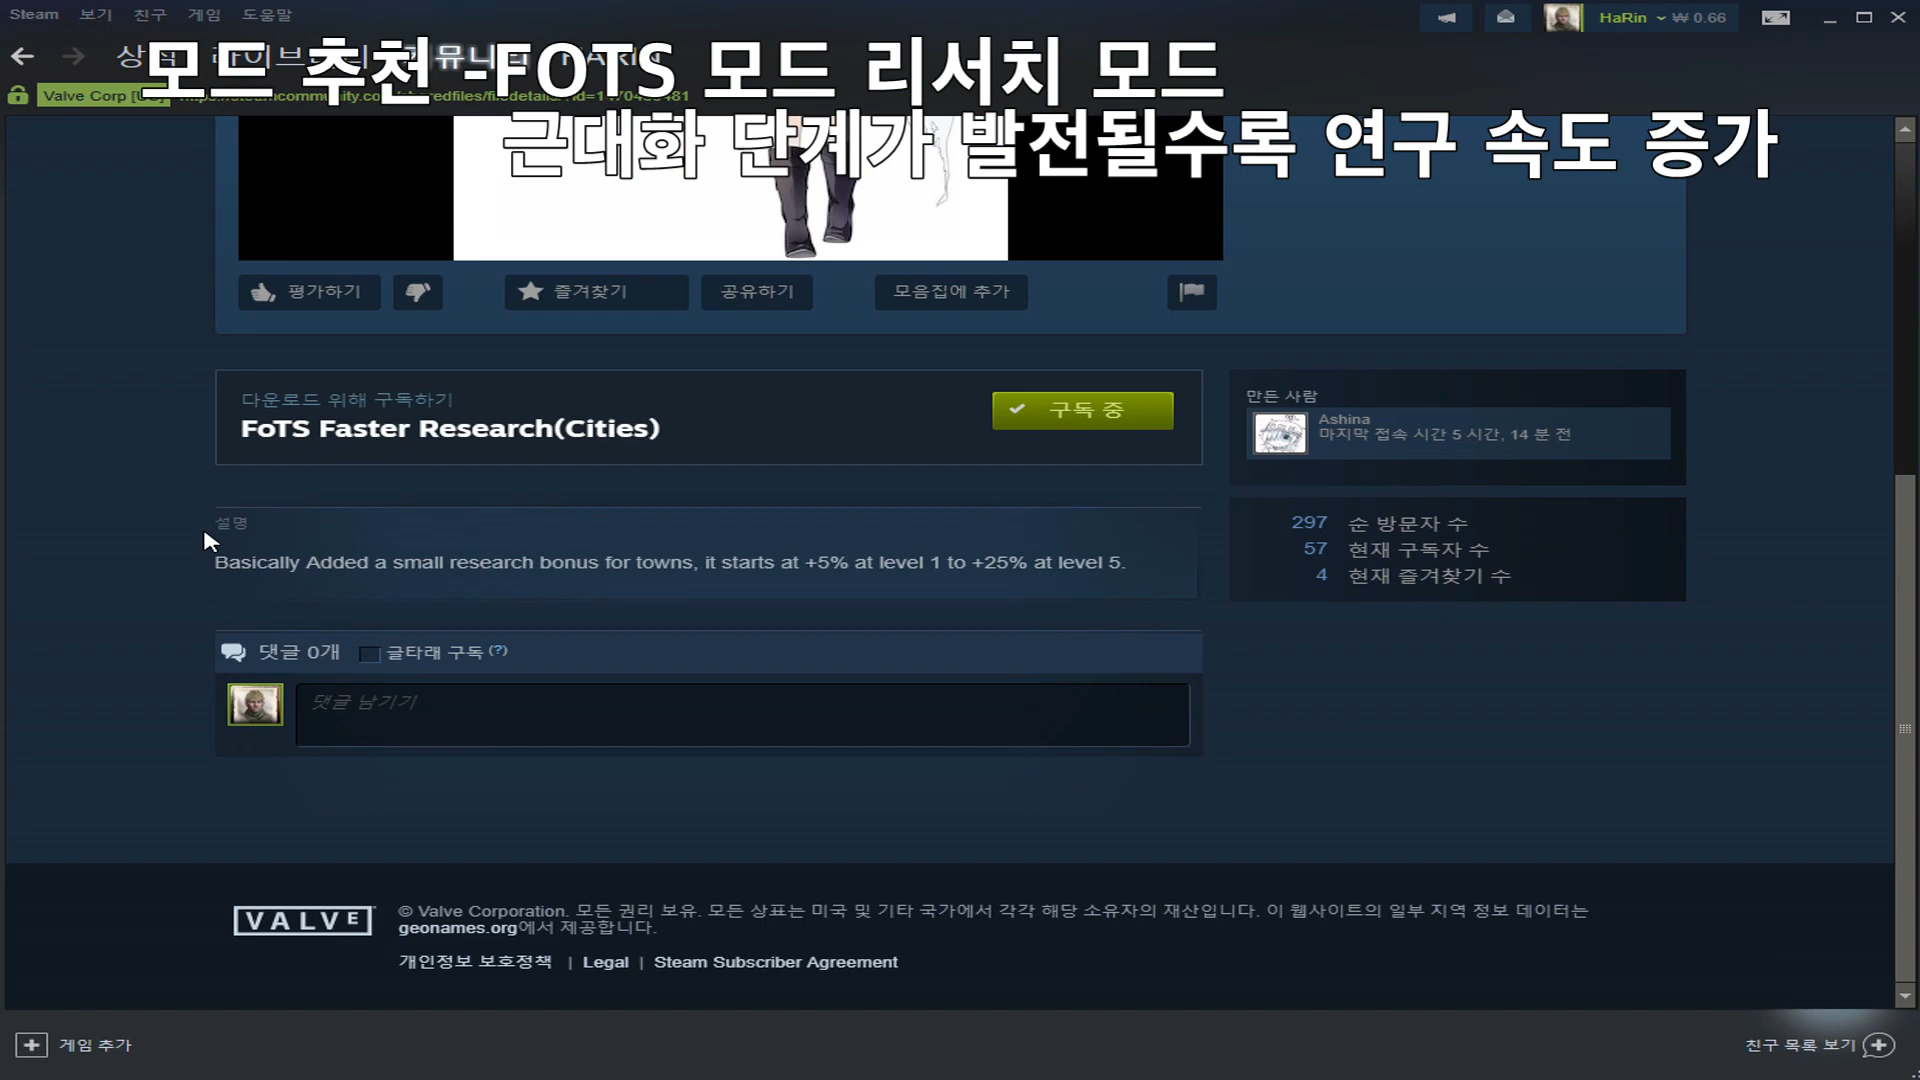 Steam 보기 친구 게임 도움말
HaRin ₩ 0.66
모드 추천 -FOTS 모드 리서치 모드
Valve Corp
근대화 단계가 발전될수록 연구 속도 증가
평가하기 즐겨찾기 공유하기 모음집에 추가
다운로드 위해 구독하기
FoTS Faster Research(Cities)
구독 중
만든 사람
Ashina
마지막 접속 시간 5 시간, 14 분 전
설명
Basically Added a small research bonus for towns, it starts at +5% at level 1 to +25% at level 5.
297 순 방문자 수
57 현재 구독자 수
4 현재 즐겨찾기 수
댓글 0개 글타래 구독 (?)
댓글 남기기
VALVE
© Valve Corporation. 모든 권리 보유. 모든 상표는 미국 및 기타 국가에서 각각 해당 소유자의 재산입니다. 이 웹사이트의 일부 지역 정보 데이터는
geonames.org에서 제공합니다.
개인정보 보호정책 | Legal | Steam Subscriber Agreement
게임 추가
친구 목록 보기